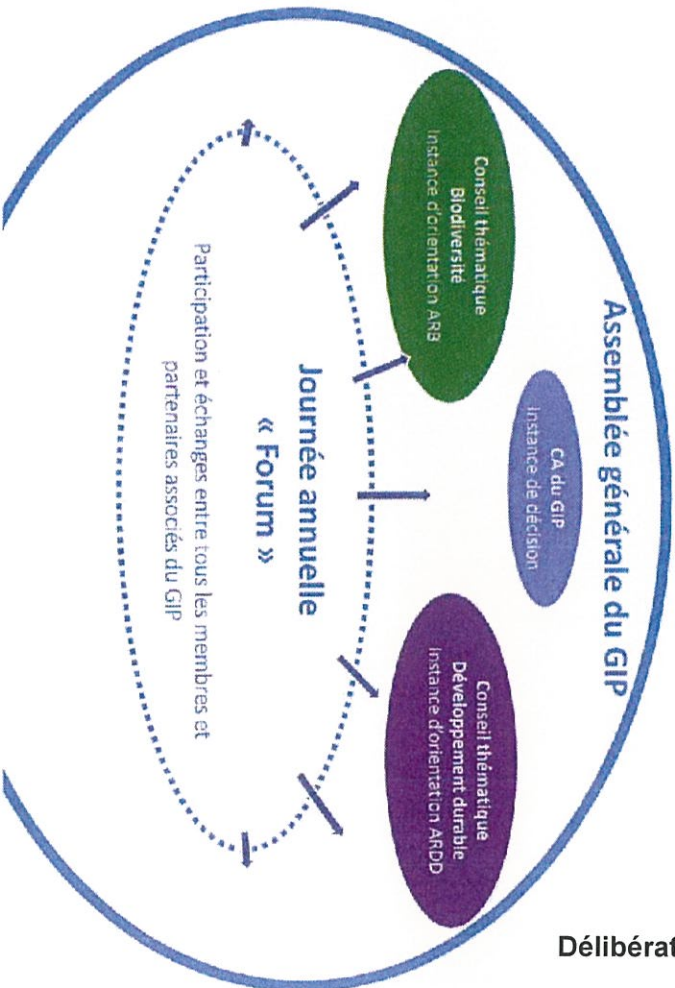 Assemblée générale du GIP
CA du GIP
Instance de décision
Conseil thématique
Biodiversité
Instance d'orientation ARB
Conseil thématique
Développement durable
Instance d'orientation ARDD
Journée annuelle
« Forum »
Participation et échanges entre tous les membres et
partenaires associés du GIP